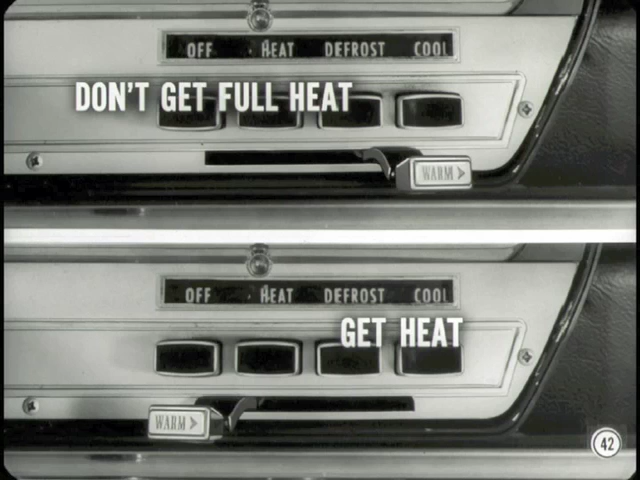 OFF HEAT DEFROST COOL
DON'T GET FULL HEAT
WARM >
OFF HEAT DEFROST COOL
GET HEAT
WARM >
42